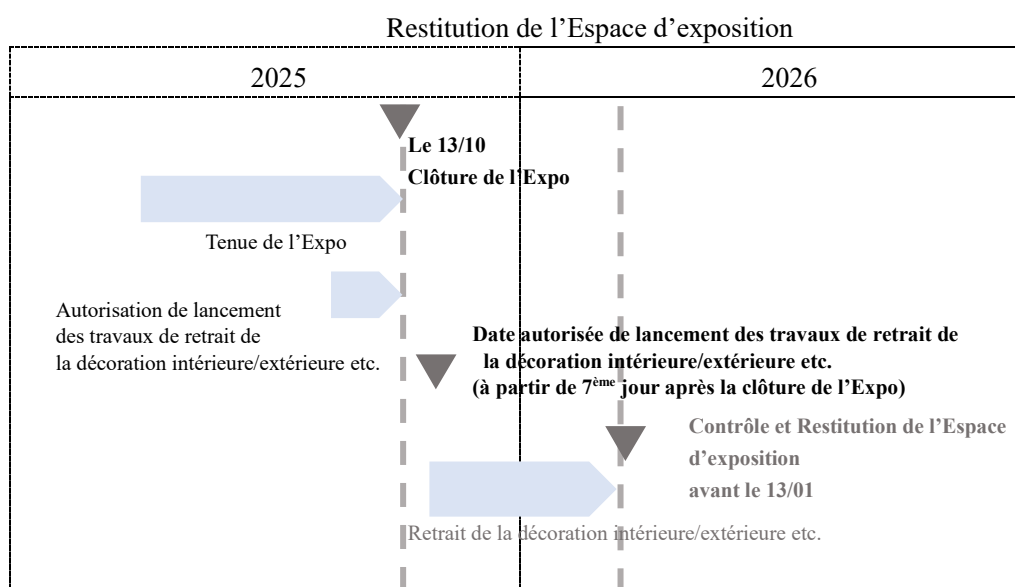 Restitution de l’Espace d’exposition
2025
2026
Le 13/10
Clôture de l’Expo
Tenue de l’Expo
Autorisation de lancement
des travaux de retrait de
la décoration intérieure/extérieure etc.
Date autorisée de lancement des travaux de retrait de
la décoration intérieure/extérieure etc.
(à partir de 7ème jour après la clôture de l’Expo)
Contrôle et Restitution de l’Espace
d’exposition
avant le 13/01
Retrait de la décoration intérieure/extérieure etc.